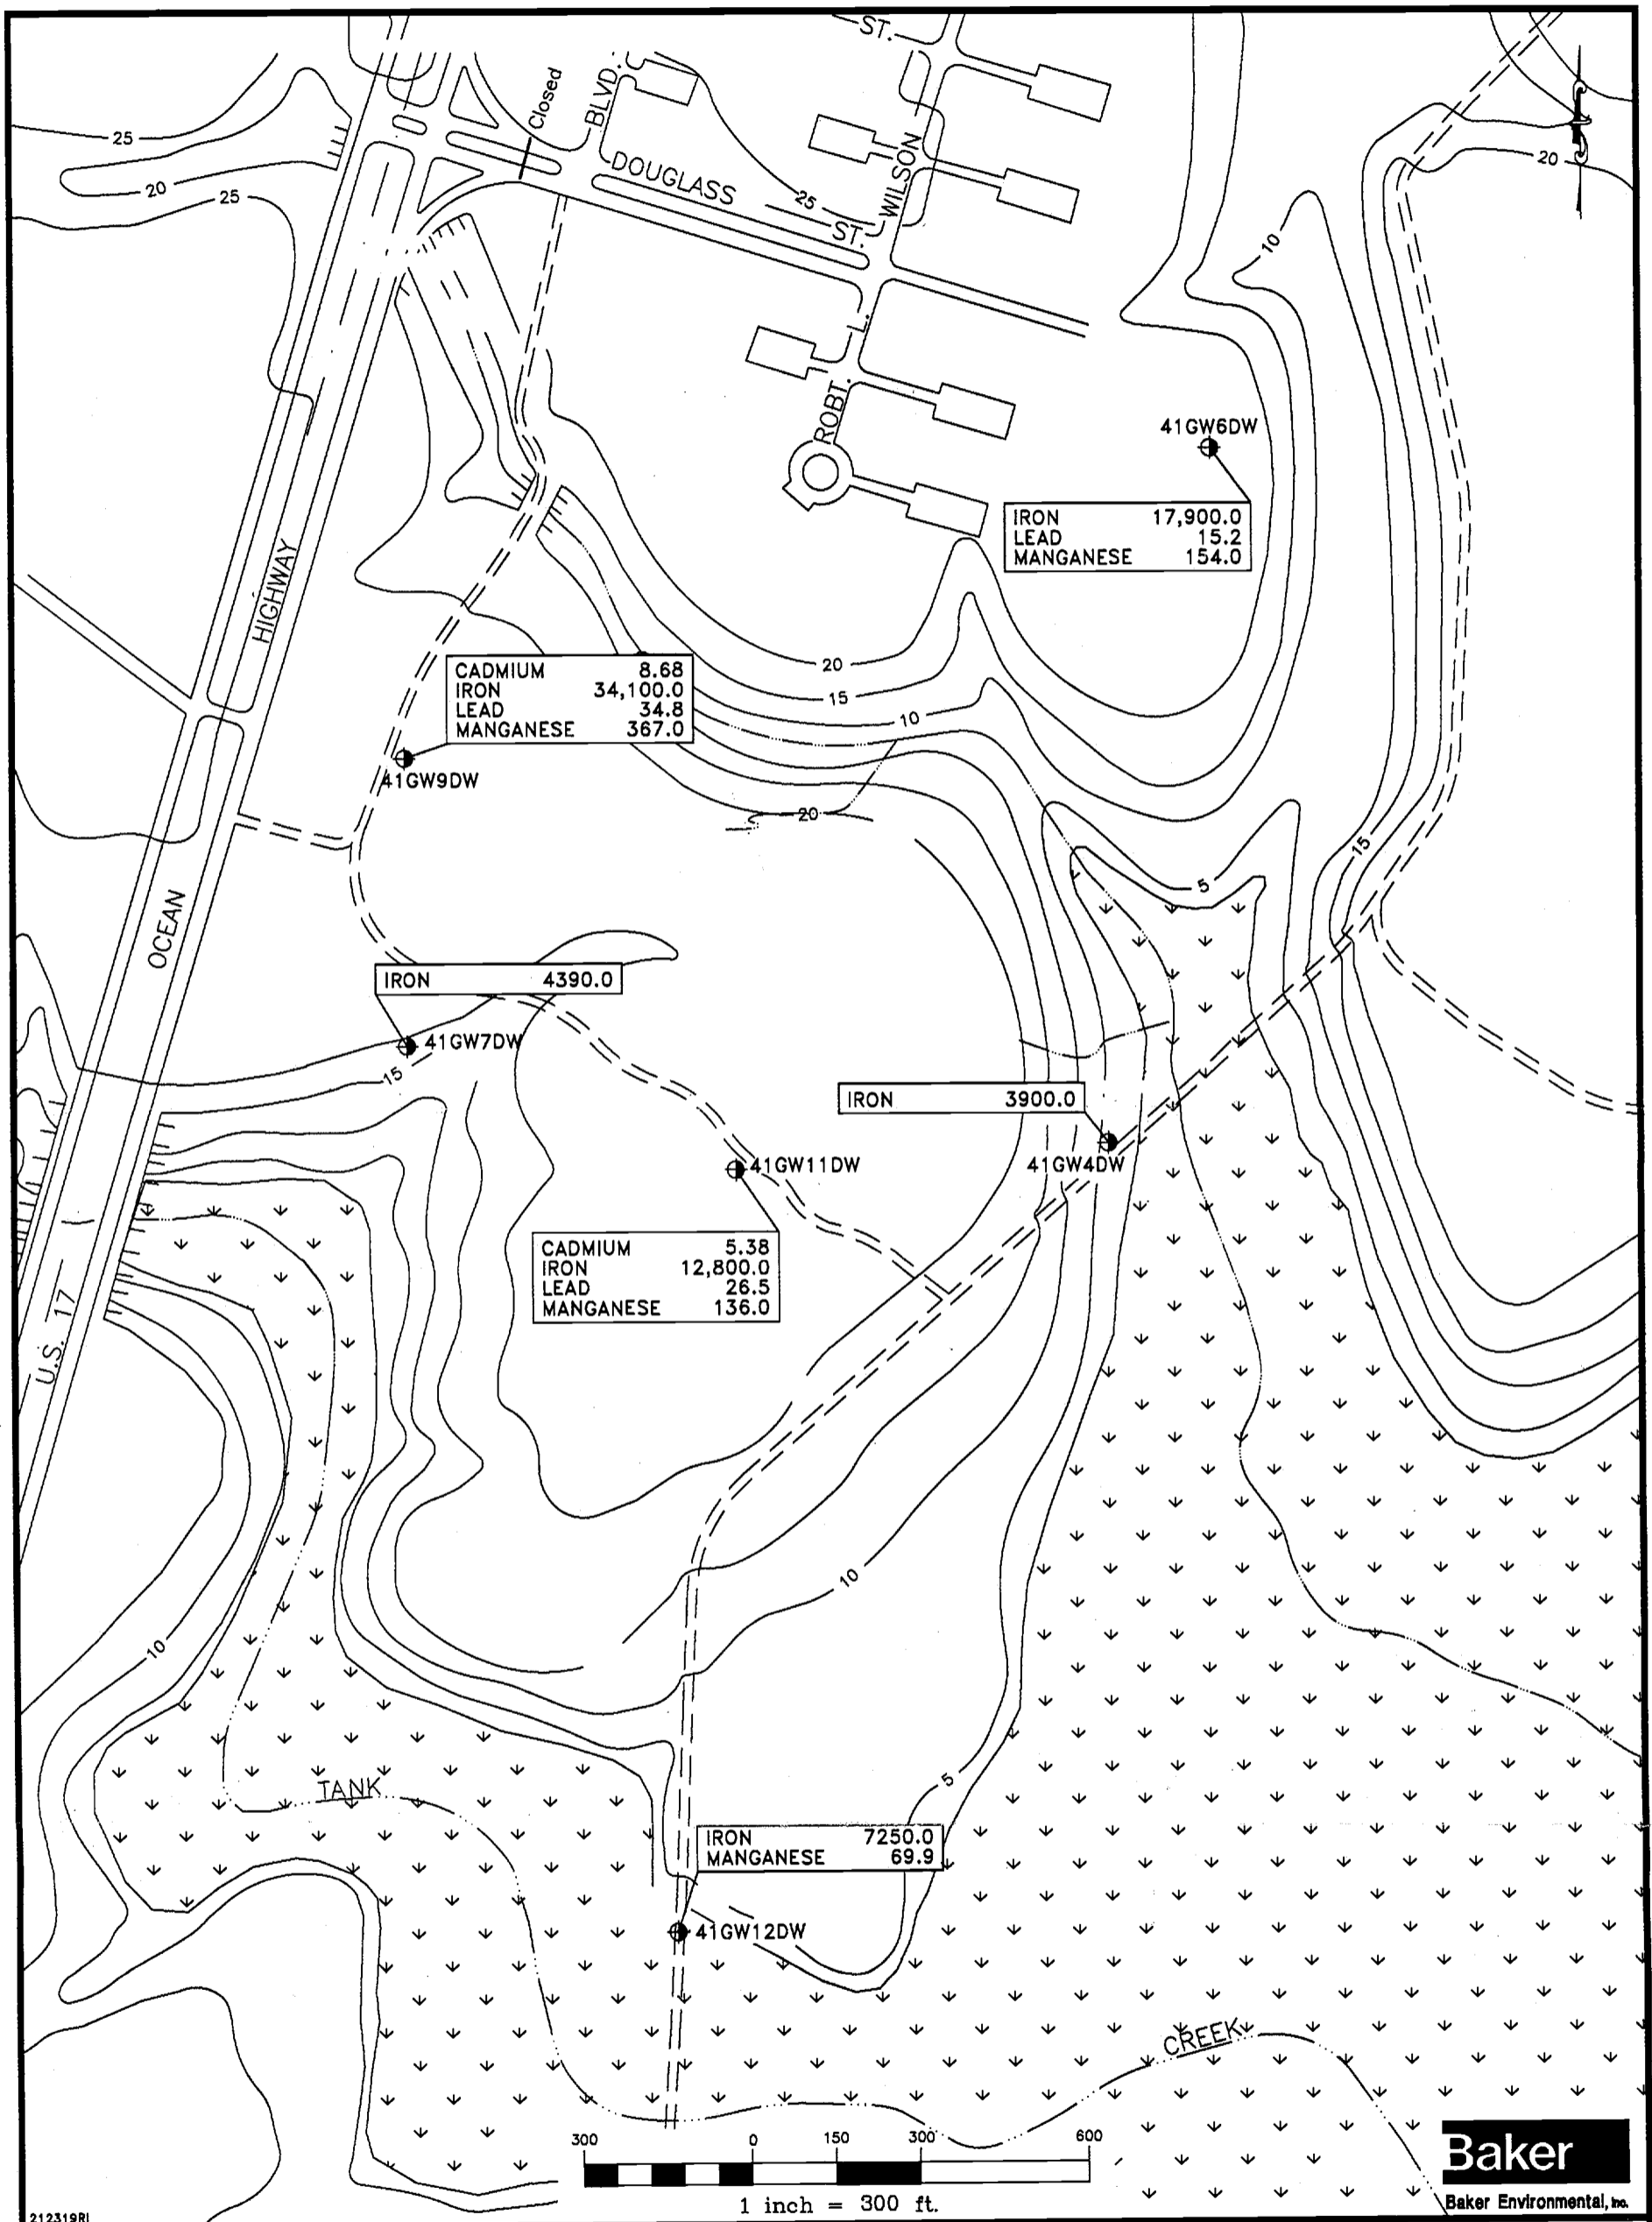 ST.
Closed
BLVD.
25
DOUGLASS
ST.
WILSON
25
20
20
25
10
L.
ROBT.
41GW6DW
IRON 17,900.0
LEAD 15.2
MANGANESE 154.0
HIGHWAY
20
15
10
CADMIUM 8.68
IRON 34,100.0
LEAD 34.8
MANGANESE 367.0
41GW9DW
20
15
5
OCEAN
IRON 4390.0
41GW7DW
15
IRON 3900.0
41GW4DW
41GW11DW
CADMIUM 5.38
IRON 12,800.0
LEAD 26.5
MANGANESE 136.0
U.S. 17
10
10
5
TANK
IRON 7250.0
MANGANESE 69.9
41GW12DW
CREEK
300 0 150 300 600
1 inch = 300 ft.
Baker
Baker Environmental, Inc.
212319RI